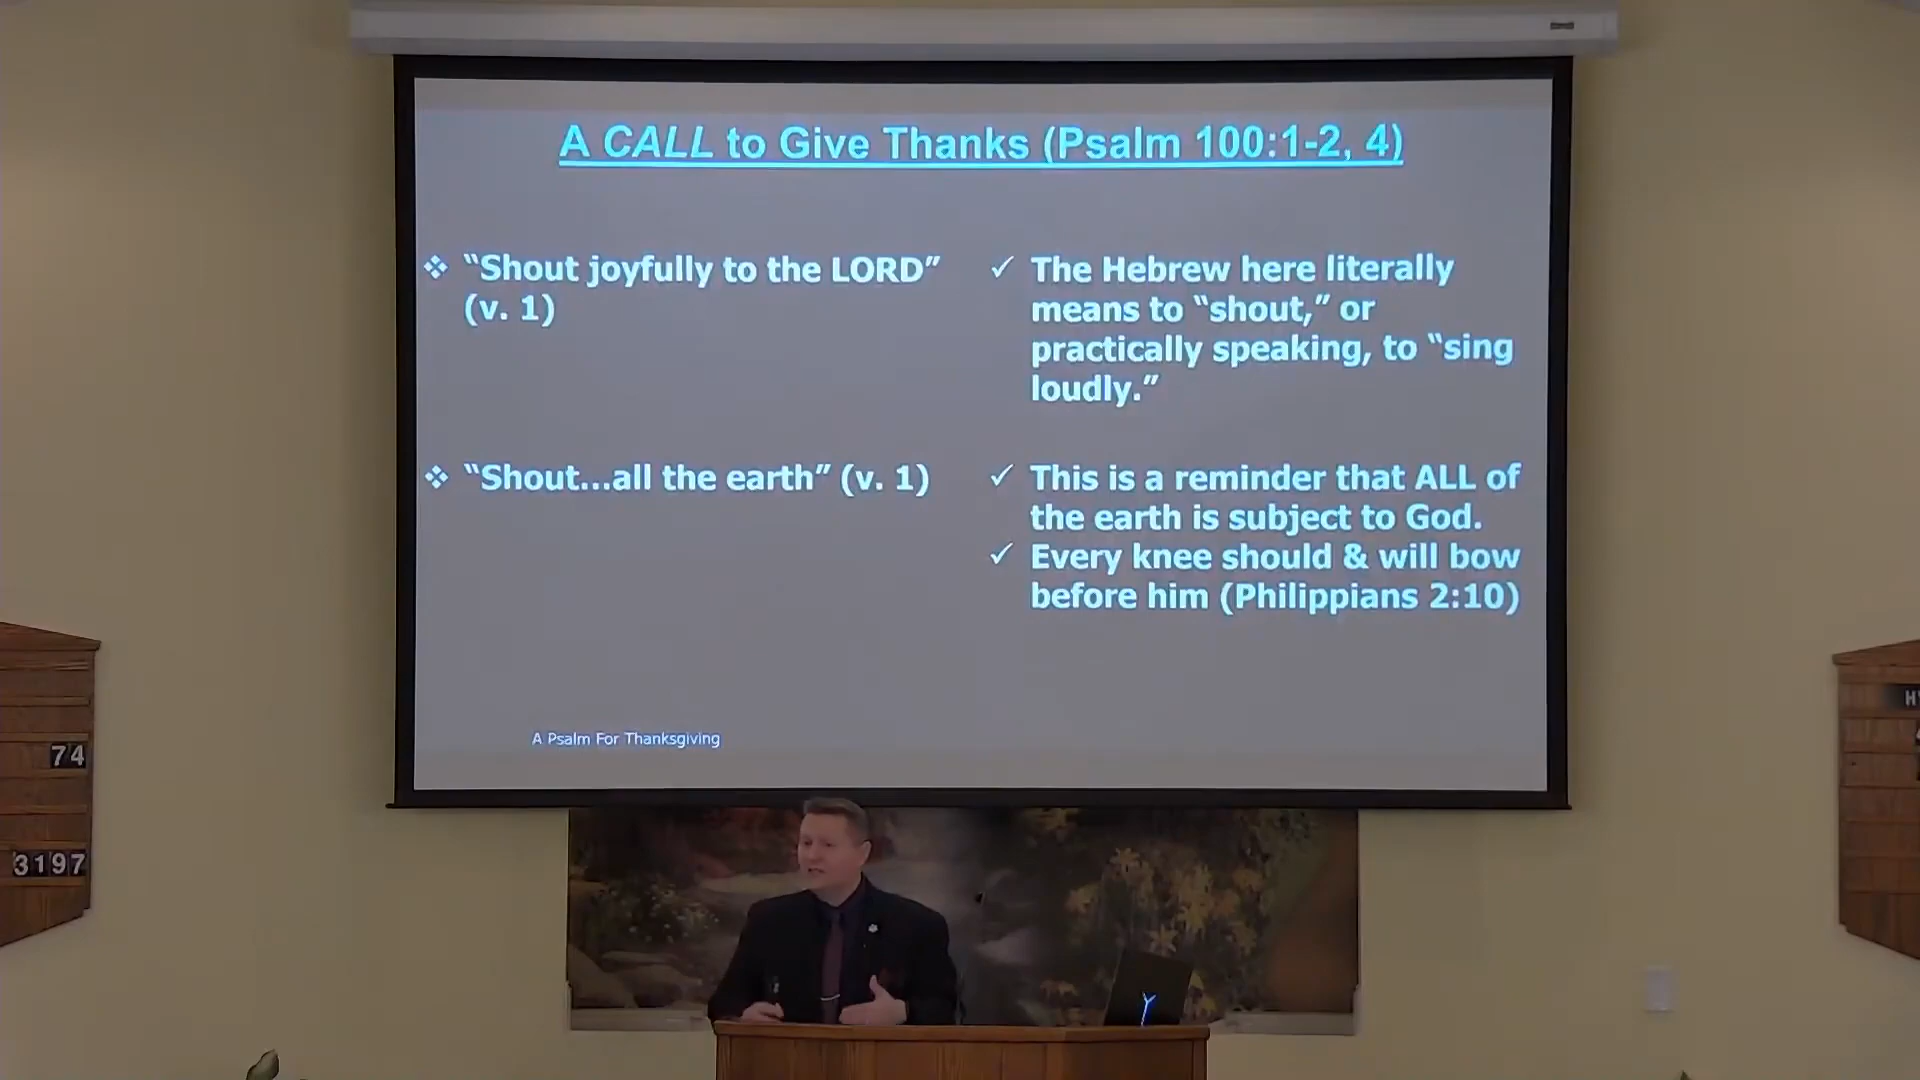 A CALL to Give Thanks (Psalm 100:1-2, 4)
❖ “Shout joyfully to the LORD”
(v. 1)
✓ The Hebrew here literally
means to “shout,” or
practically speaking, to “sing
loudly.”
❖ “Shout...all the earth” (v. 1)
✓ This is a reminder that ALL of
the earth is subject to God.
✓ Every knee should & will bow
before him (Philippians 2:10)
A Psalm For Thanksgiving
74
3197